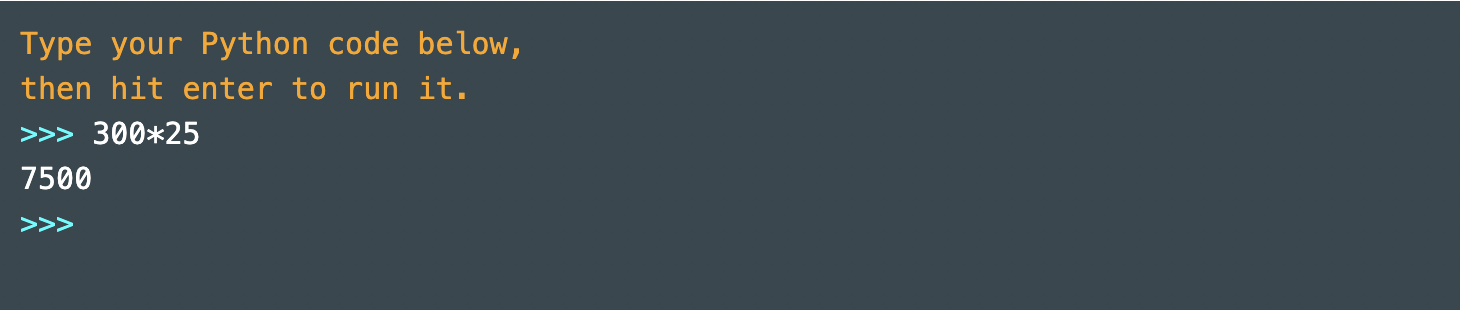 Type your Python code below,
then hit enter to run it.
>>> 300*25
7500
>>>